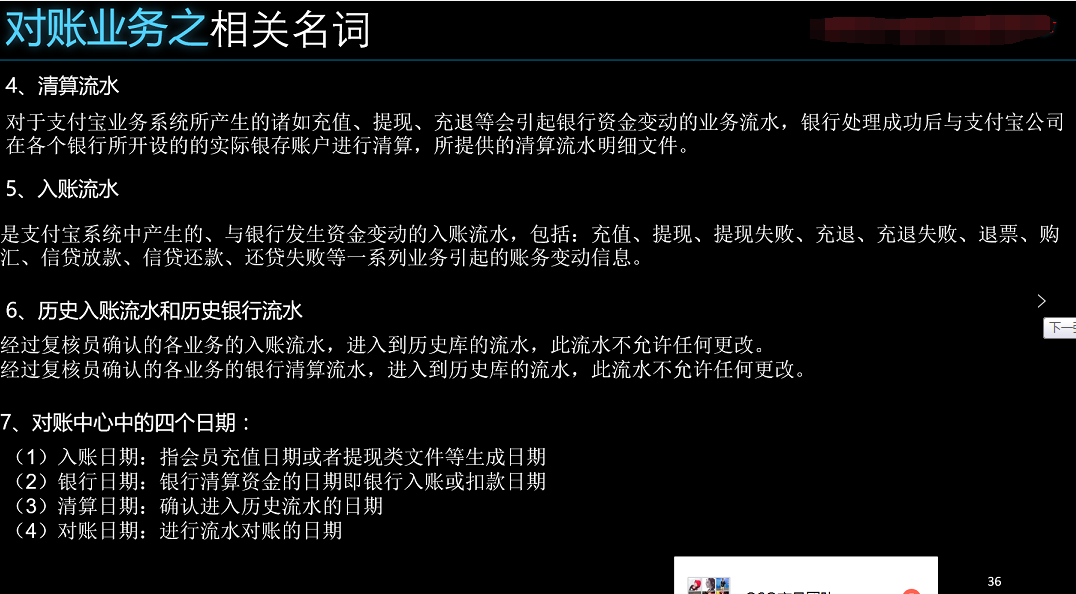 对账业务之相关名词
4、清算流水
对于支付宝业务系统所产生的诸如充值、提现、充退等会引起银行资金变动的业务流水，银行处理成功后与支付宝公司
在各个银行所开设的的实际银存账户进行清算，所提供的清算流水明细文件。
5、入账流水
是支付宝系统中产生的、与银行发生资金变动的入账流水，包括：充值、提现、提现失败、充退、充退失败、退票、购
汇、信贷放款、信贷还款、还贷失败等一系列业务引起的账务变动信息。
6、历史入账流水和历史银行流水
经过复核员确认的各业务的入账流水，进入到历史库的流水，此流水不允许任何更改。
经过复核员确认的各业务的银行清算流水，进入到历史库的流水，此流水不允许任何更改。
下一
7、对账中心中的四个日期：
（1）入账日期：指会员充值日期或者提现类文件等生成日期
（2）银行日期：银行清算资金的日期即银行入账或扣款日期
（3）清算日期：确认进入历史流水的日期
（4）对账日期：进行流水对账的日期
36